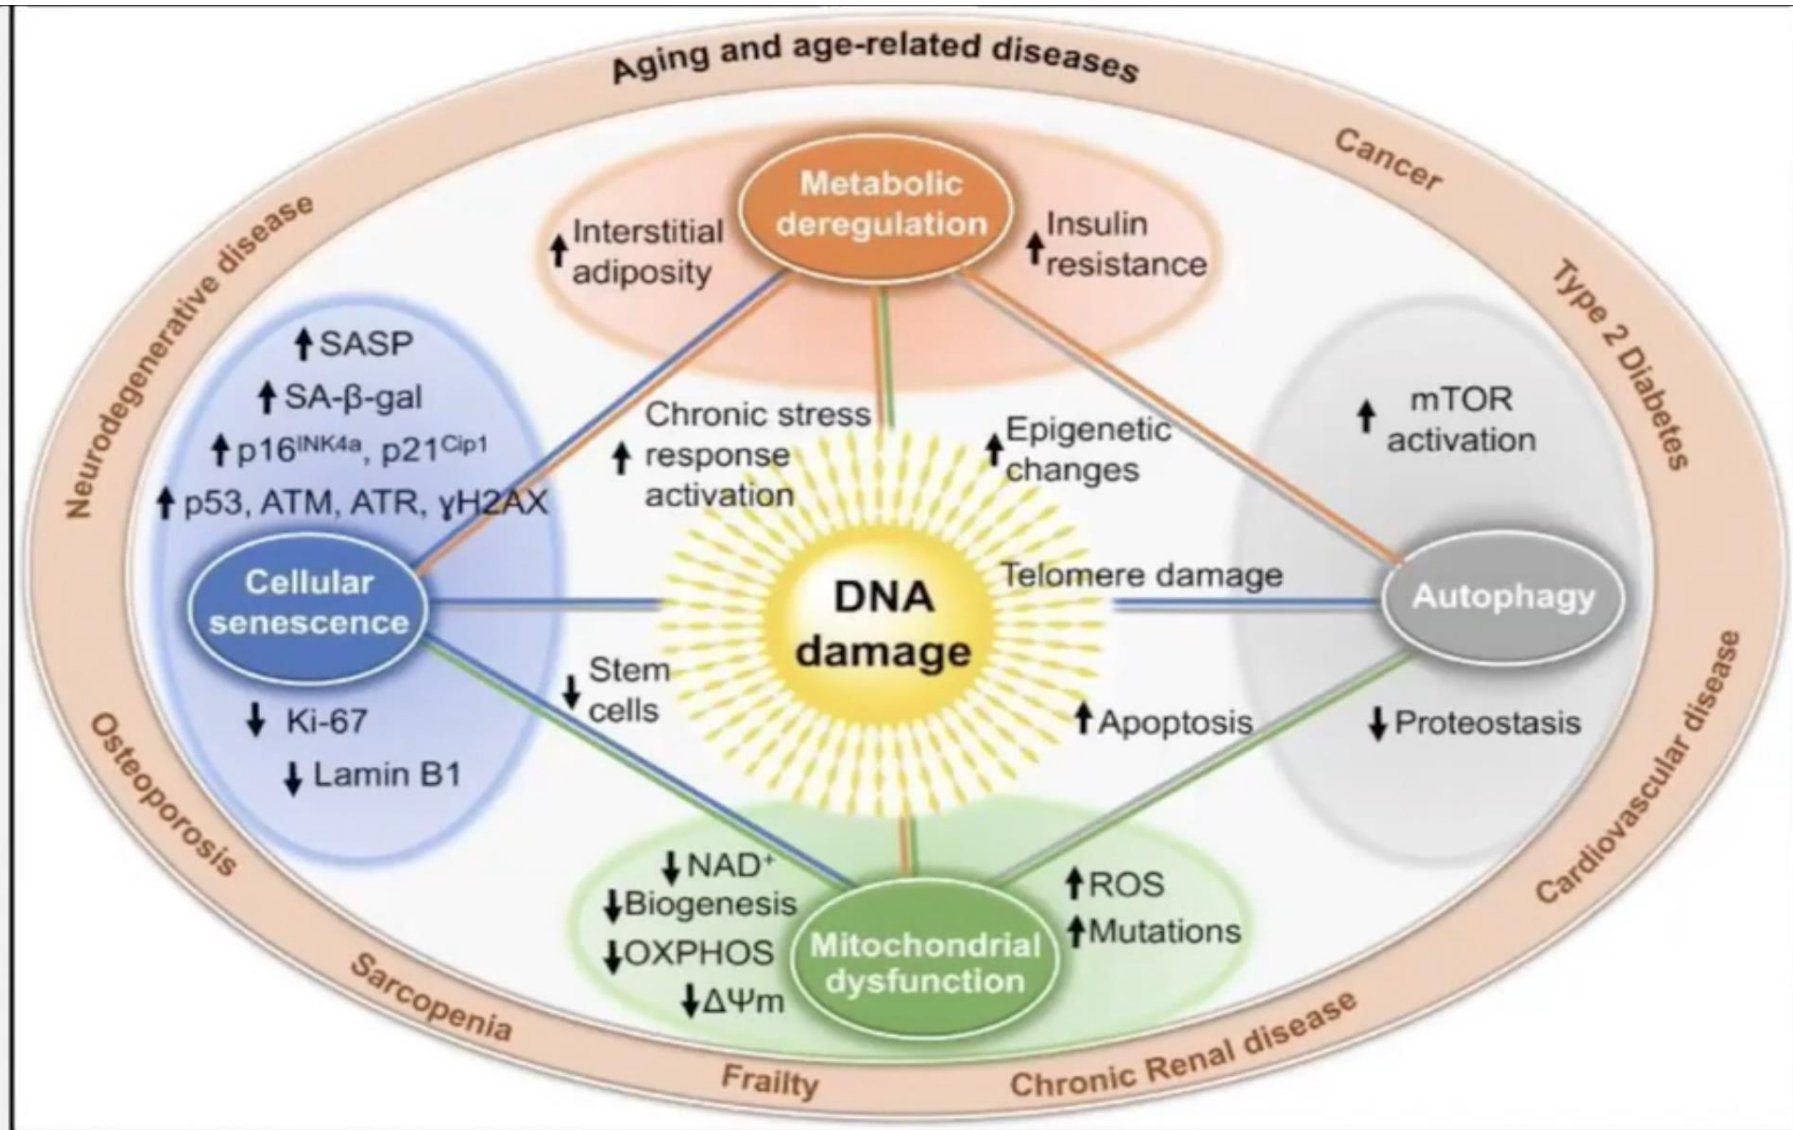 Aging and age-related diseases
Cancer
Type 2 Diabetes
Cardiovascular disease
Chronic Renal disease
Frailty
Sarcopenia
Osteoporosis
Neurodegenerative disease
Metabolic
deregulation
↑ Interstitial
adiposity
↑ Insulin
resistance
↑ SASP
↑ SA-β-gal
↑ p16INK4a, p21Cip1
↑ p53, ATM, ATR, γH2AX
Cellular
senescence
↓ Ki-67
↓ Lamin B1
Chronic stress
↑ response
activation
↑ Epigenetic
changes
DNA
damage
Telomere damage
↓ Stem
cells
↑ Apoptosis
↑ mTOR
activation
Autophagy
↓ Proteostasis
↓ NAD+
↓ Biogenesis
↓ OXPHOS
↓ ΔΨm
Mitochondrial
dysfunction
↑ ROS
↑ Mutations